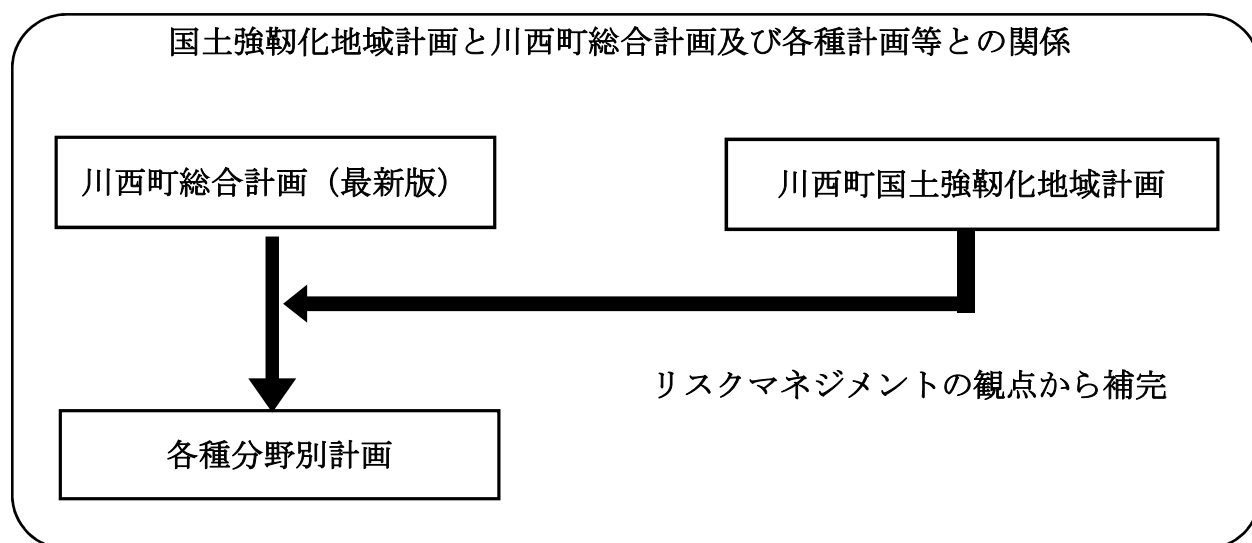 国土強靭化地域計画と川西町総合計画及び各種計画等との関係
川西町総合計画（最新版）
川西町国土強靭化地域計画
リスクマネジメントの観点から補完
各種分野別計画